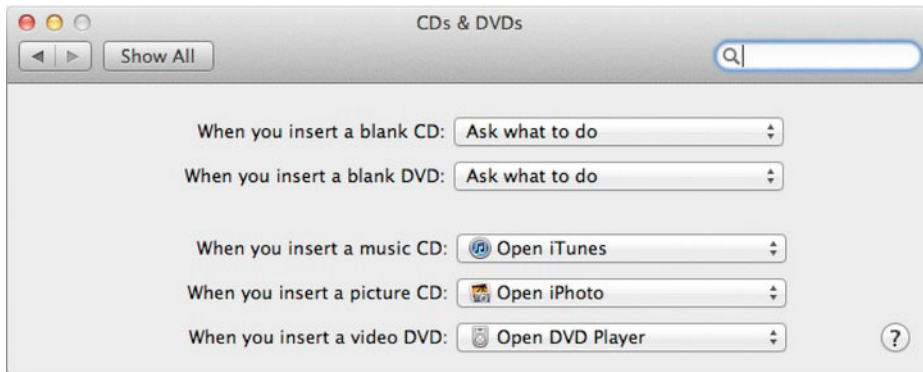 CDs & DVDs
Show All
When you insert a blank CD: Ask what to do
When you insert a blank DVD: Ask what to do
When you insert a music CD: Open iTunes
When you insert a picture CD: Open iPhoto
When you insert a video DVD: Open DVD Player ?